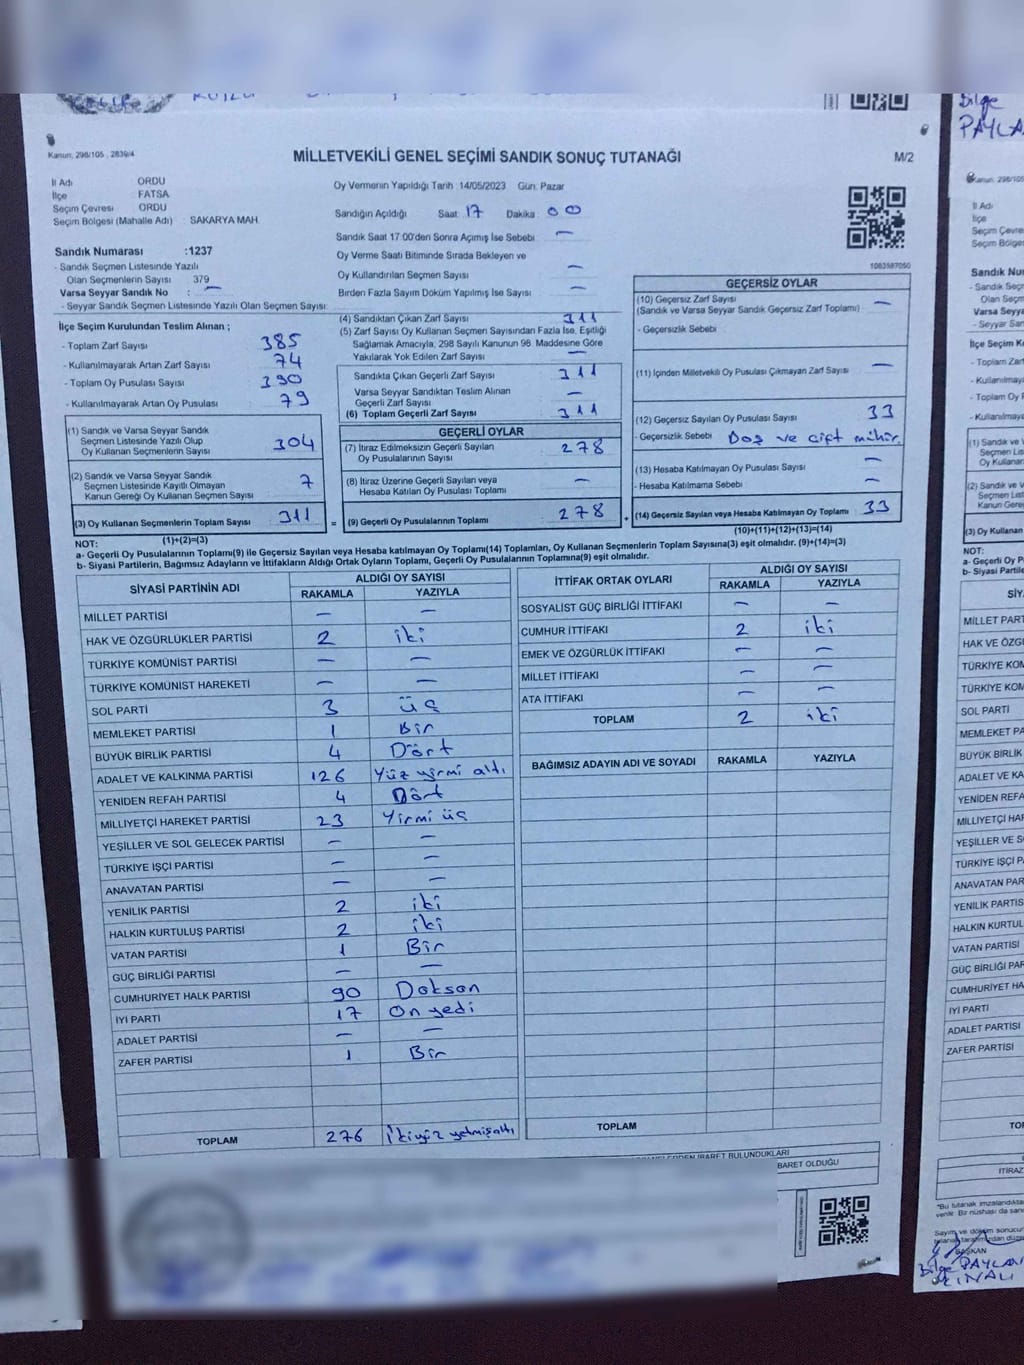 Kanun, 298/105 , 2839/4
MİLLETVEKİLİ GENEL SEÇİMİ SANDIK SONUÇ TUTANAĞI
M/2
İl Adı ORDU
İlçe FATSA
Seçim Çevresi ORDU
Seçim Bölgesi (Mahalle Adı) : SAKARYA MAH.
Oy Vermenin Yapıldığı Tarih :14/05/2023 Gün: Pazar
Sandığın Açıldığı Saat: 17 Dakika: 00
Sandık Saat 17:00'den Sonra Açımış İse Sebebi : —
Oy Verme Saati Bitiminde Sırada Bekleyen ve
Oy Kullandırılan Seçmen Sayısı —
Birden Fazla Sayım Döküm Yapılmış İse Sayısı —
Sandık Numarası :1237
- Sandık Seçmen Listesinde Yazılı
Olan Seçmenlerin Sayısı 379
Varsa Seyyar Sandık No : —
- Seyyar Sandık Seçmen Listesinde Yazılı Olan Seçmen Sayısı:
İlçe Seçim Kurulundan Teslim Alınan ;
- Toplam Zarf Sayısı 385
- Kullanılmayarak Artan Zarf Sayısı 74
- Toplam Oy Pusulası Sayısı 390
- Kullanılmayarak Artan Oy Pusulası 79
(1) Sandık ve Varsa Seyyar Sandık
Seçmen Listesinde Yazılı Olup
Oy Kullanan Seçmenlerin Sayısı 304
(2) Sandık ve Varsa Seyyar Sandık
Seçmen Listesinde Kayıtlı Olmayan
Kanun Gereği Oy Kullanan Seçmen Sayısı 7
(3) Oy Kullanan Seçmenlerin Toplam Sayısı 311
(1)+(2)=(3)
(4) Sandıktan Çıkan Zarf Sayısı 311
(5) Zarf Sayısı Oy Kullanan Seçmen Sayısından Fazla İse, Eşitliği
Sağlamak Amacıyla, 298 Sayılı Kanunun 98. Maddesine Göre
Yakılarak Yok Edilen Zarf Sayısı —
Sandıkta Çıkan Geçerli Zarf Sayısı 311
Varsa Seyyar Sandıktan Teslim Alınan
Geçerli Zarf Sayısı —
(6) Toplam Geçerli Zarf Sayısı 311
GEÇERLİ OYLAR
(7) İtiraz Edilmeksizin Geçerli Sayılan
Oy Pusulalarının Sayısı 278
(8) İtiraz Üzerine Geçerli Sayılan veya
Hesaba Katılan Oy Pusulası Toplamı —
= (9) Geçerli Oy Pusulalarının Toplamı 278 +
1063587050
GEÇERSİZ OYLAR
(10) Geçersiz Zarf Sayısı
(Sandık ve Varsa Seyyar Sandık Geçersiz Zarf Toplamı) —
- Geçersizlik Sebebi
(11) İçinden Milletvekili Oy Pusulası Çıkmayan Zarf Sayısı —
(12) Geçersiz Sayılan Oy Pusulası Sayısı 33
- Geçersizlik Sebebi Boş ve çift mühür.
(13) Hesaba Katılmayan Oy Pusulası Sayısı —
- Hesaba Katılmama Sebebi —
(14) Geçersiz Sayılan veya Hesaba Katılmayan Oy Toplamı 33
(10)+(11)+(12)+(13)=(14)
NOT:
a- Geçerli Oy Pusulalarının Toplamı(9) ile Geçersiz Sayılan veya Hesaba katılmayan Oy Toplamı(14) Toplamları, Oy Kullanan Seçmenlerin Toplam Sayısına(3) eşit olmalıdır. (9)+(14)=(3)
b- Siyasi Partilerin, Bağımsız Adayların ve İttifakların Aldığı Ortak Oyların Toplamı, Geçerli Oy Pusulalarının Toplamına(9) eşit olmalıdır.
SİYASİ PARTİNİN ADI ALDIĞI OY SAYISI
RAKAMLA YAZIYLA
MİLLET PARTİSİ — —
HAK VE ÖZGÜRLÜKLER PARTİSİ 2 iki
TÜRKİYE KOMÜNİST PARTİSİ — —
TÜRKİYE KOMÜNİST HAREKETİ — —
SOL PARTİ 3 üç
MEMLEKET PARTİSİ 1 Bir
BÜYÜK BİRLİK PARTİSİ 4 Dört
ADALET VE KALKINMA PARTİSİ 126 Yüz yirmi altı
YENİDEN REFAH PARTİSİ 4 Dört
MİLLİYETÇİ HAREKET PARTİSİ 23 Yirmi üç
YEŞİLLER VE SOL GELECEK PARTİSİ — —
TÜRKİYE İŞÇİ PARTİSİ — —
ANAVATAN PARTİSİ — —
YENİLİK PARTİSİ 2 iki
HALKIN KURTULUŞ PARTİSİ 2 iki
VATAN PARTİSİ 1 Bir
GÜÇ BİRLİĞİ PARTİSİ — —
CUMHURİYET HALK PARTİSİ 90 Doksan
İYİ PARTİ 17 On yedi
ADALET PARTİSİ — —
ZAFER PARTİSİ 1 Bir
TOPLAM 276 İkiyüz yetmişaltı
İTTİFAK ORTAK OYLARI ALDIĞI OY SAYISI
RAKAMLA YAZIYLA
SOSYALİST GÜÇ BİRLİĞİ İTTİFAKI — —
CUMHUR İTTİFAKI 2 iki
EMEK VE ÖZGÜRLÜK İTTİFAKI — —
MİLLET İTTİFAKI — —
ATA İTTİFAKI — —
TOPLAM 2 iki
BAĞIMSIZ ADAYIN ADI VE SOYADI RAKAMLA YAZIYLA
TOPLAM
BARET OLDUĞU
Bilge